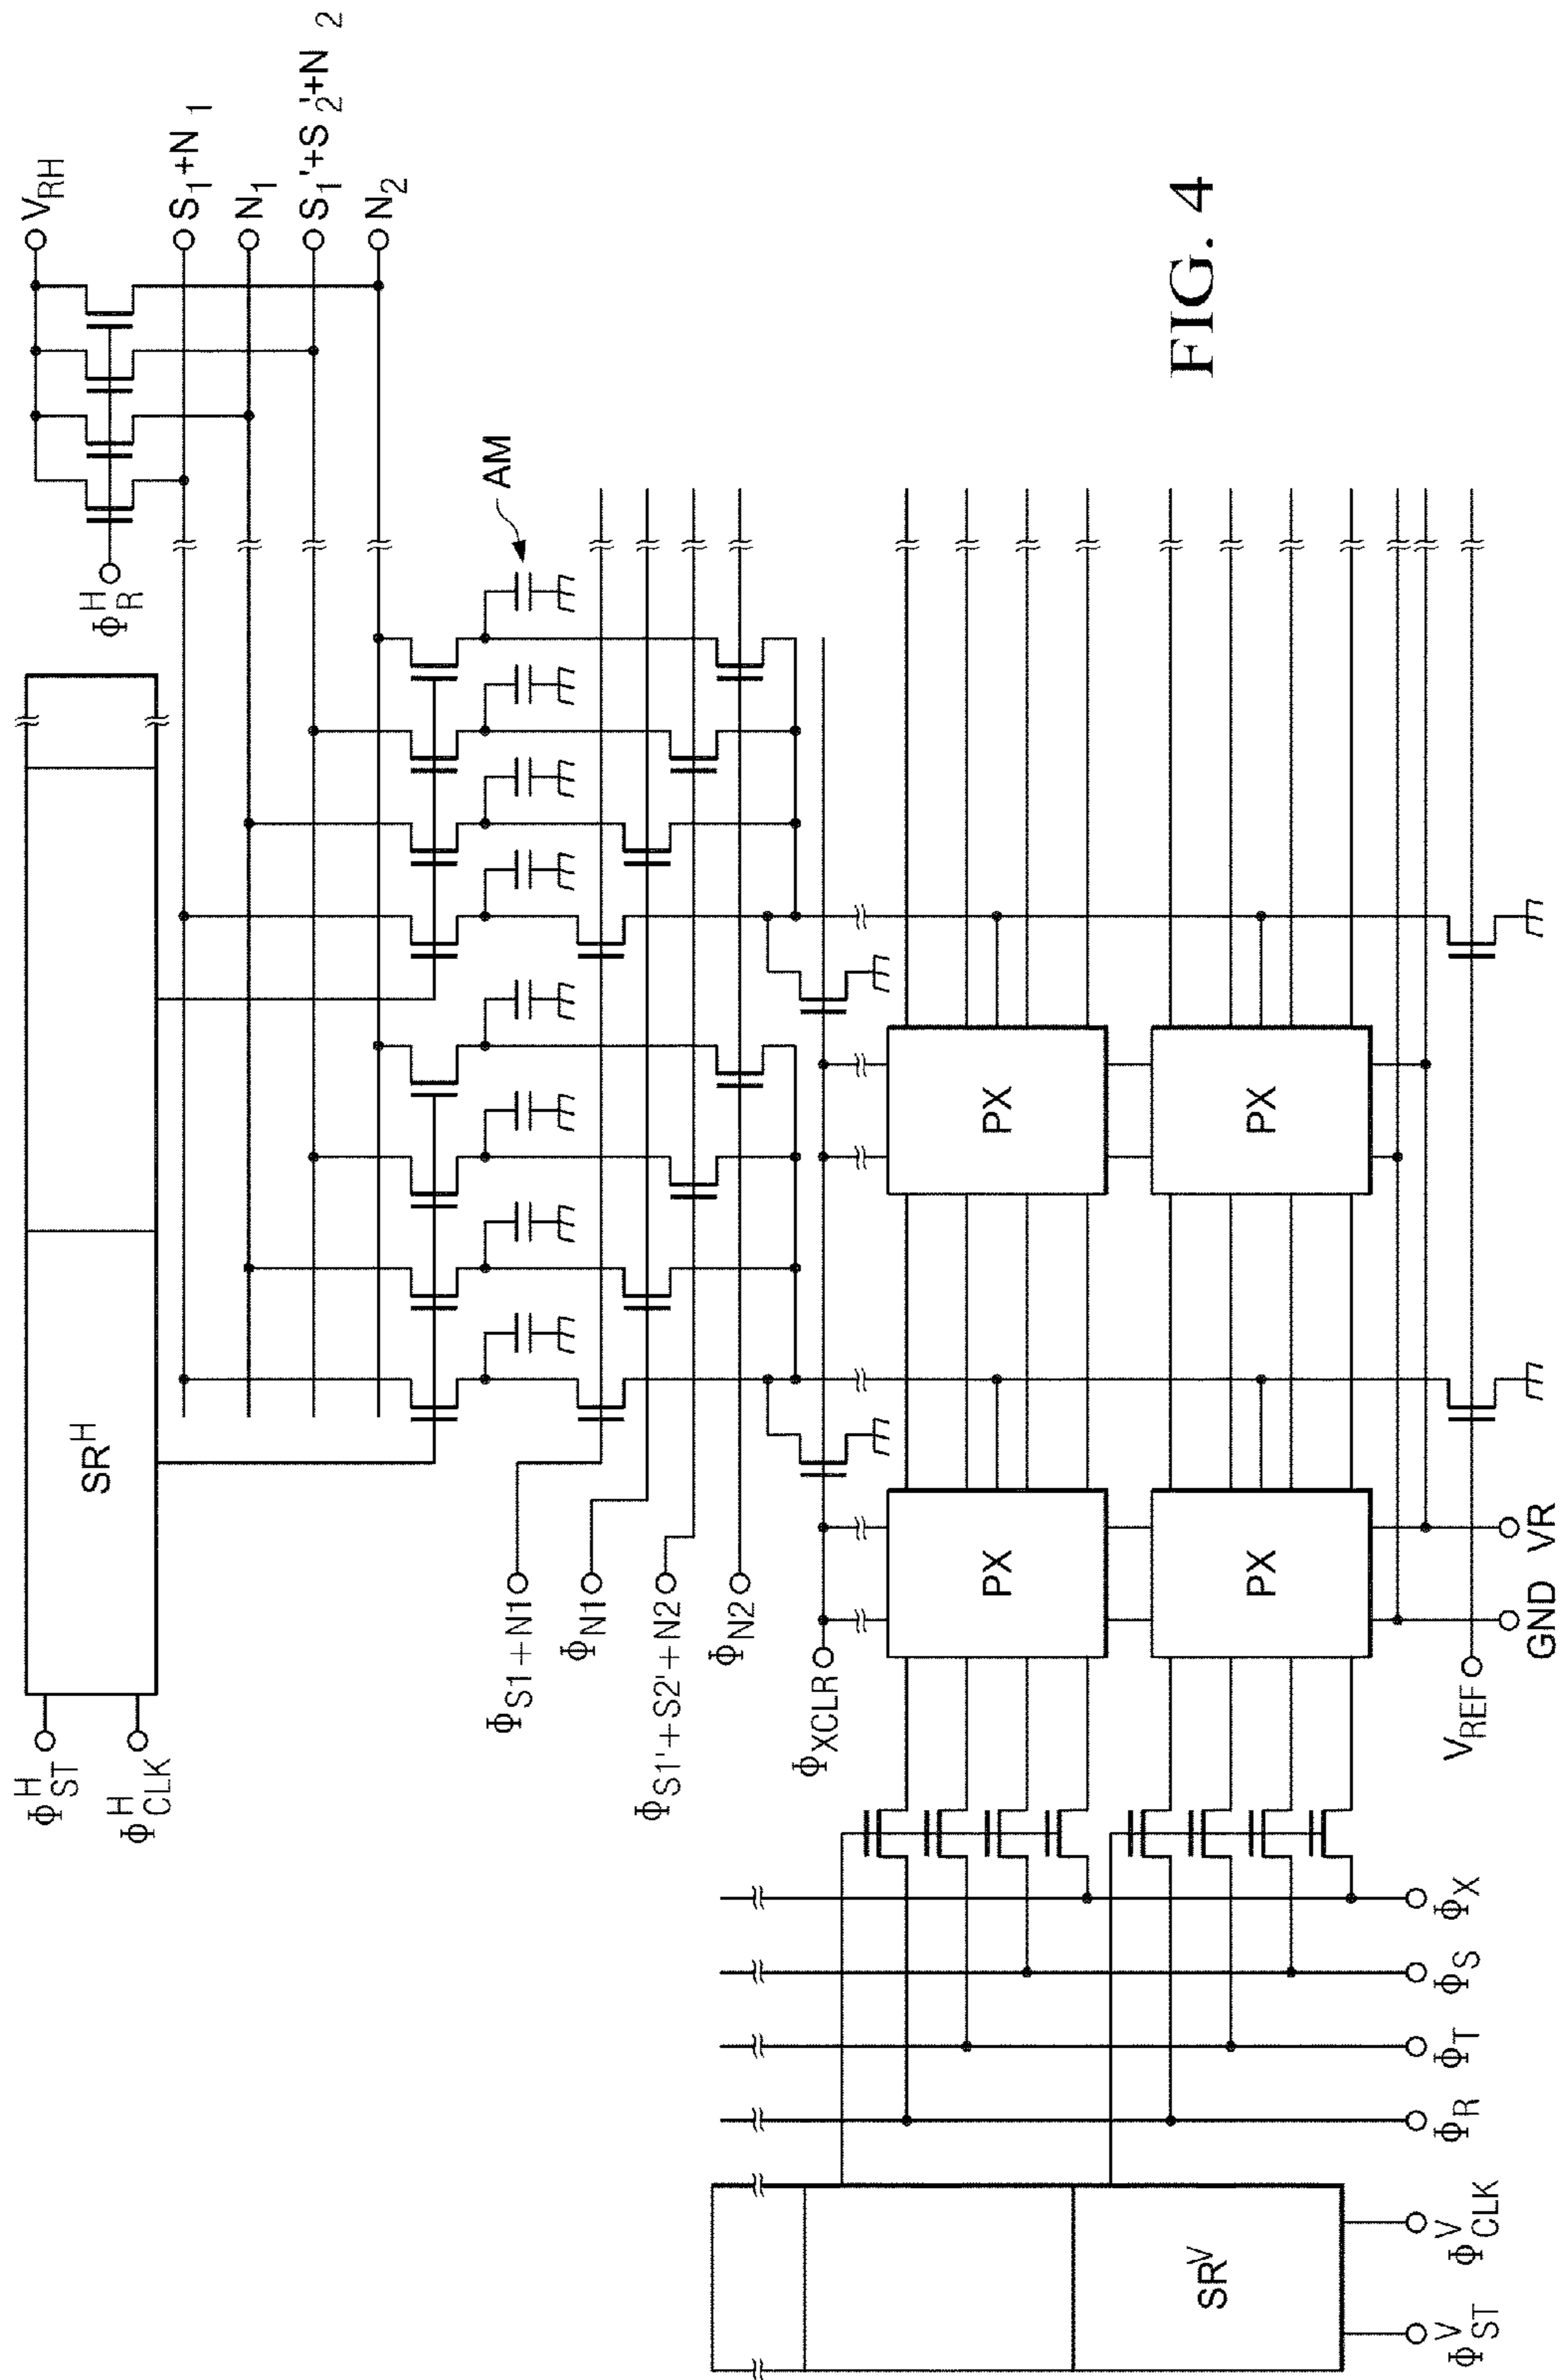 V_RH
S_1+N_1
N_1
S_1'+S_2'+N_2
N_2
Φ^H_R
AM
SR^H
Φ^H_ST
Φ^H_CLK
Φ_S1+N1
Φ_N1
Φ_S1'+S2'+N2
Φ_N2
Φ_XCLR
PX
PX
PX
PX
V_REF
GND VR
Φ_X
Φ_S
Φ_T
Φ_R
SR^V
Φ^V_CLK
Φ^V_ST
FIG. 4